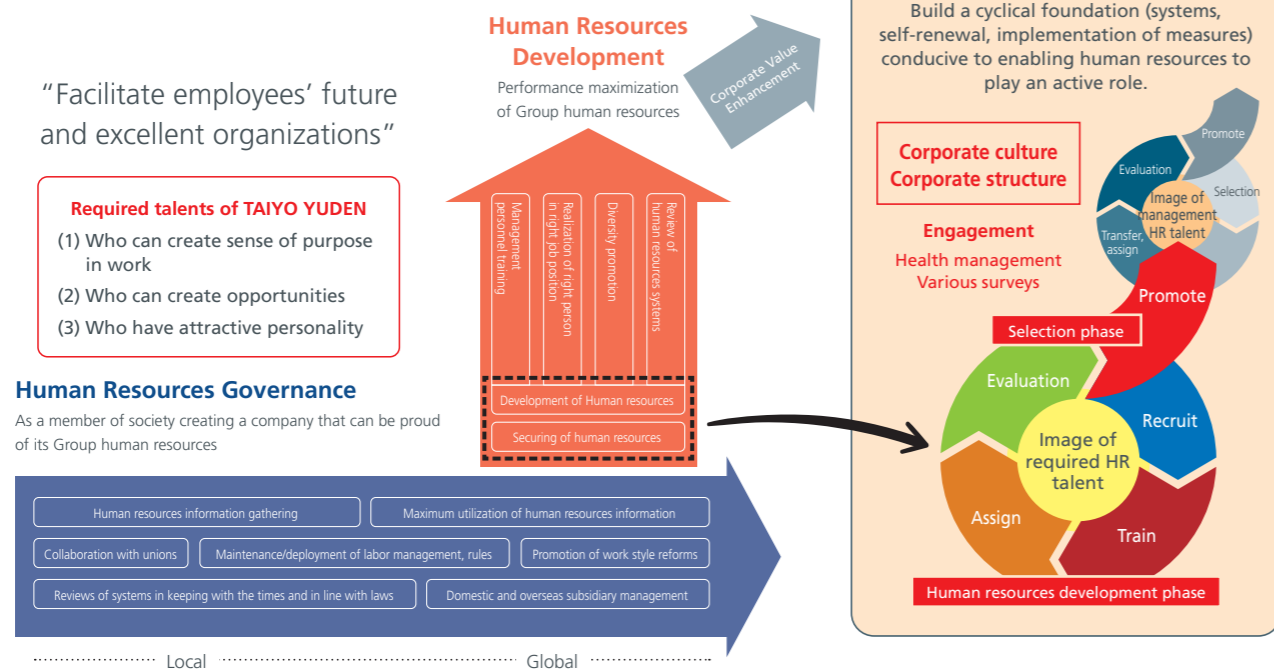 “Facilitate employees’ future
and excellent organizations”
Required talents of TAIYO YUDEN
(1) Who can create sense of purpose
in work
(2) Who can create opportunities
(3) Who have attractive personality
Human Resources
Development
Performance maximization
of Group human resources
Corporate Value
Enhancement
Management
personnel training
Realization of right person
in right job position
Diversity promotion
Review of
human resources systems
Development of Human resources
Securing of human resources
Human Resources Governance
As a member of society creating a company that can be proud
of its Group human resources
Human resources information gathering
Maximum utilization of human resources information
Collaboration with unions
Maintenance/deployment of labor management, rules
Promotion of work style reforms
Reviews of systems in keeping with the times and in line with laws
Domestic and overseas subsidiary management
Local
Global
Build a cyclical foundation (systems,
self-renewal, implementation of measures)
conducive to enabling human resources to
play an active role.
Corporate culture
Corporate structure
Engagement
Health management
Various surveys
Promote
Evaluation
Selection
Image of
management
HR talent
Transfer,
assign
Promote
Selection phase
Evaluation
Recruit
Image of
required HR
talent
Assign
Train
Human resources development phase